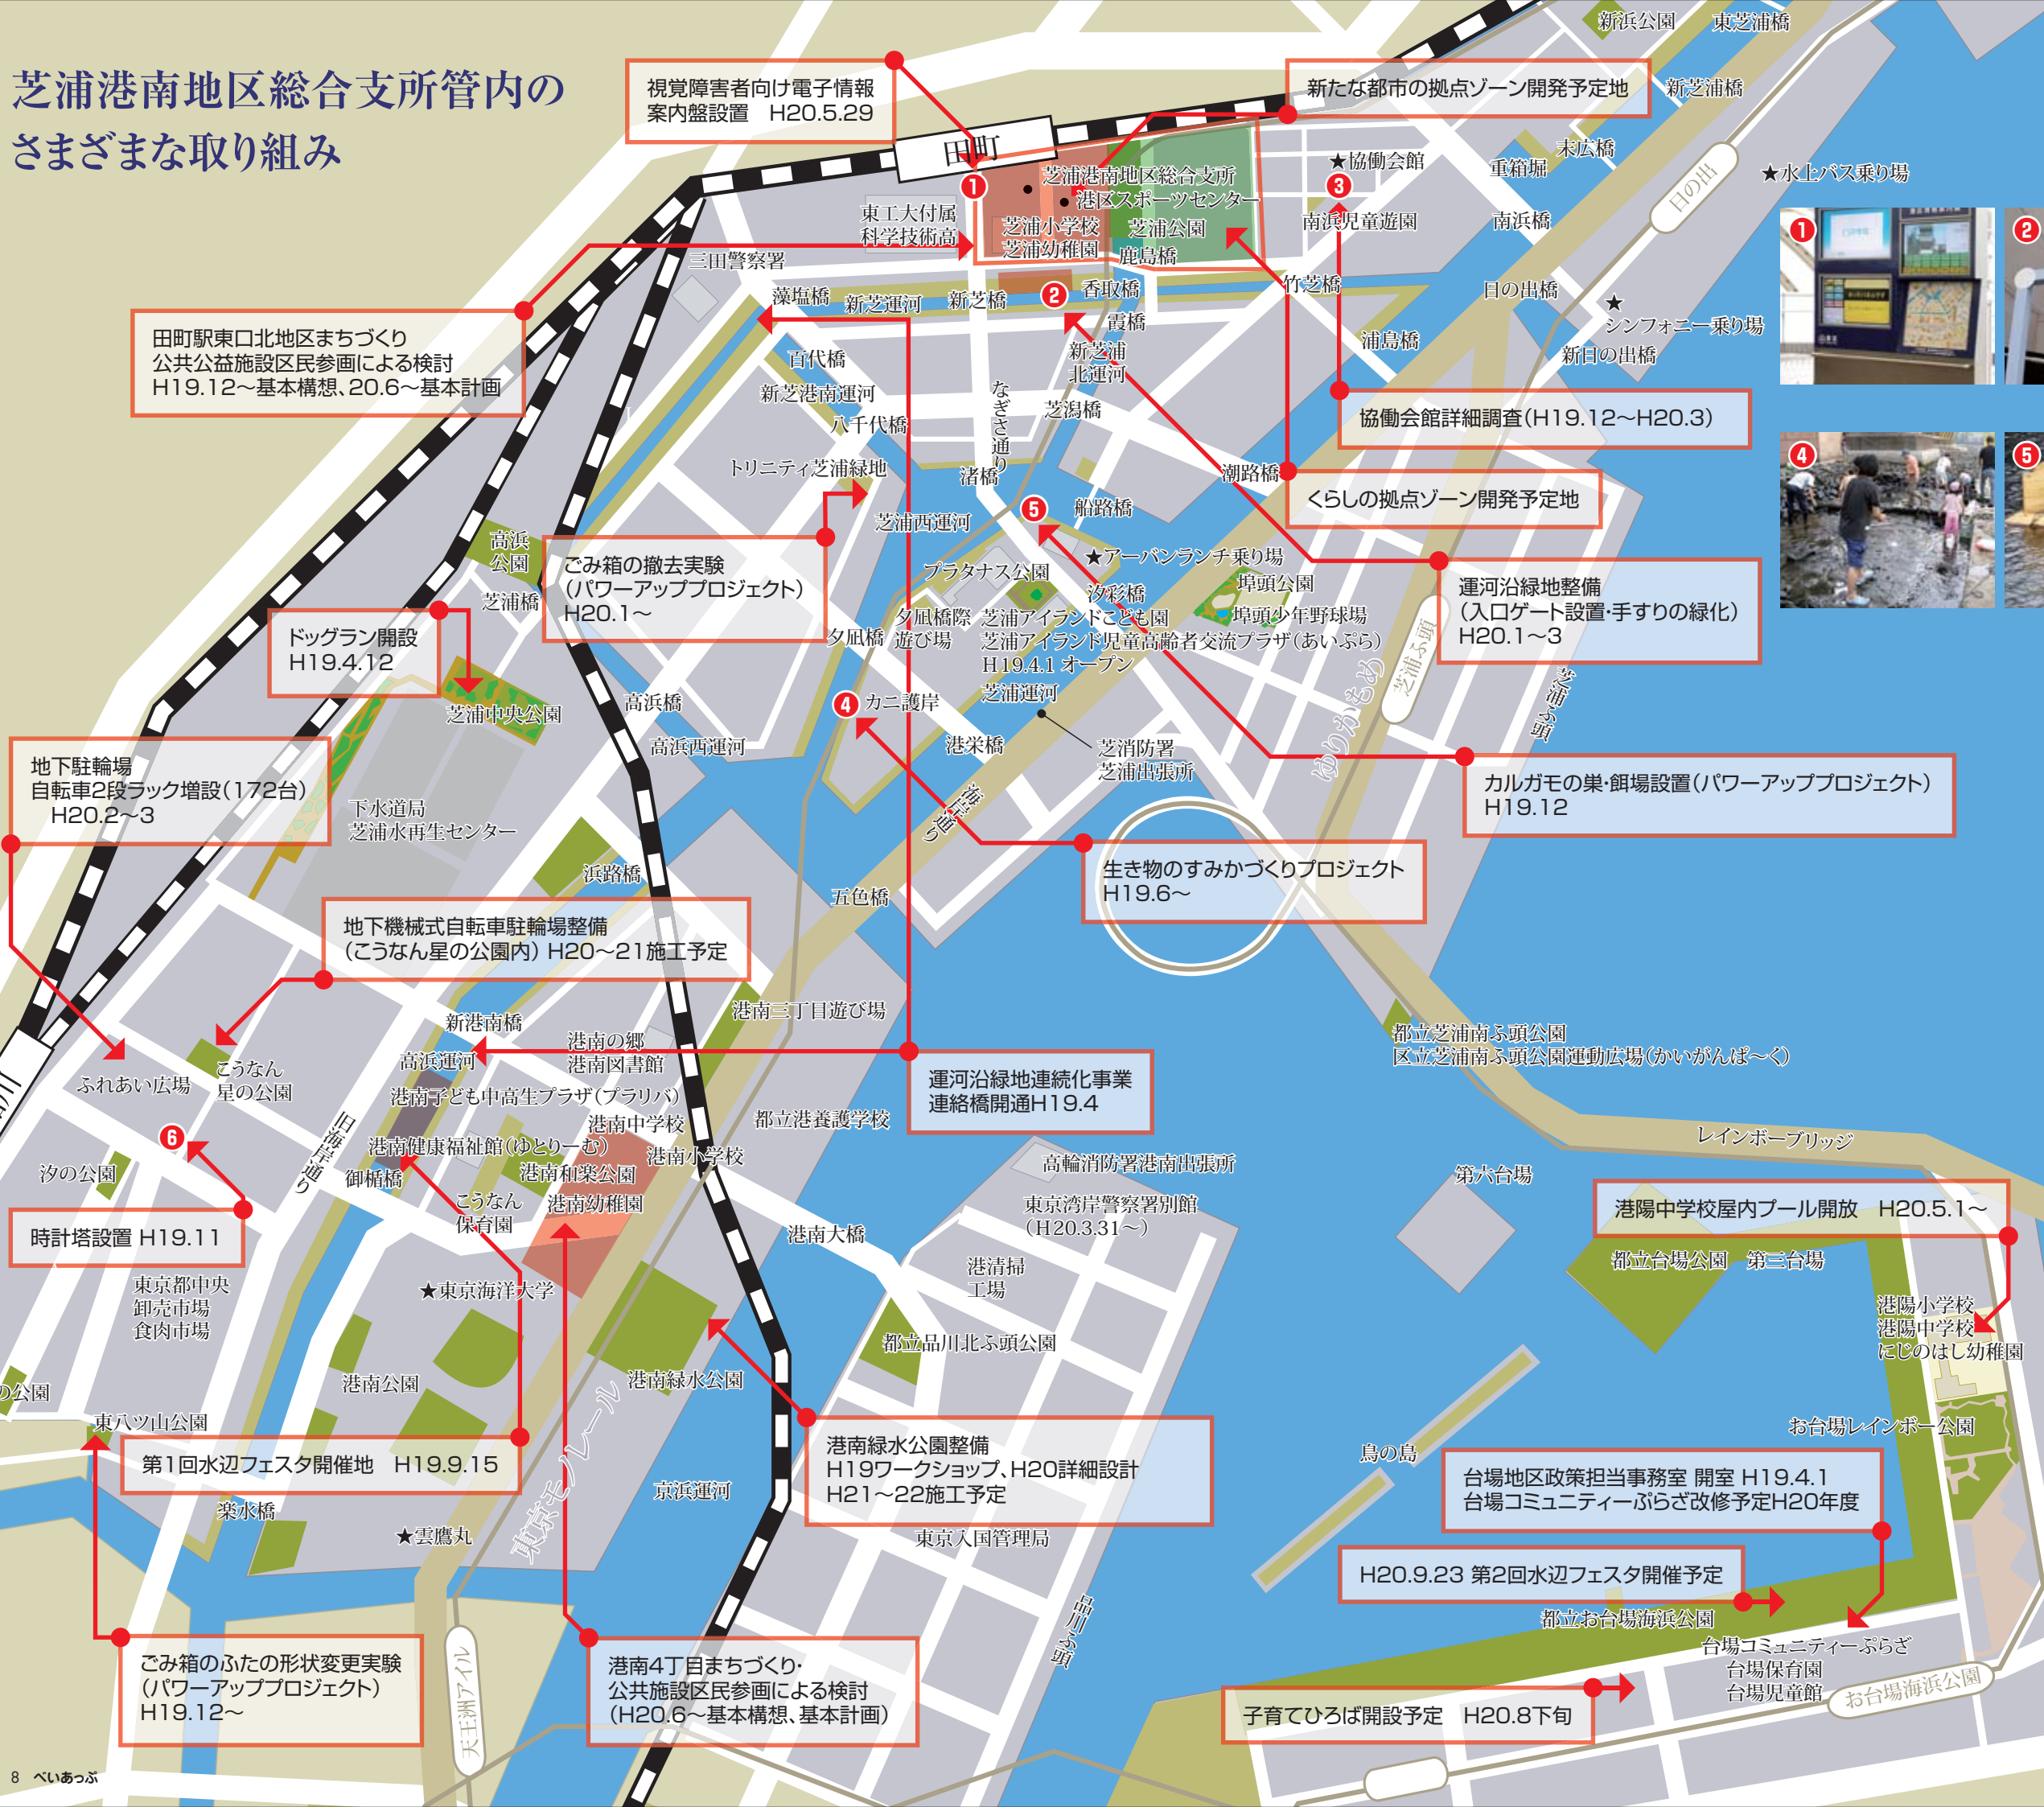 芝浦港南地区総合支所管内の
さまざまな取り組み
視覚障害者向け電子情報
案内盤設置 H20.5.29
新たな都市の拠点ゾーン開発予定地
新浜公園
東芝浦橋
新芝浦橋
末広橋
重箱堀
★水上バス乗り場
日の出
南浜橋
田町
1
芝浦港南地区総合支所
港区スポーツセンター
芝浦小学校
芝浦幼稚園
芝浦公園
鹿島橋
★協働会館
3
南浜児童遊園
東工大付属
科学技術高
三田警察署
藻塩橋
新芝運河
新芝橋
2
香取橋
霞橋
竹芝橋
日の出橋
★
シンフォニー乗り場
新日の出橋
浦島橋
1
2
4
5
田町駅東口北地区まちづくり
公共公益施設区民参画による検討
H19.12〜基本構想、20.6〜基本計画
百代橋
新芝港南運河
八千代橋
新芝浦
北運河
なぎさ通り
芝潟橋
協働会館詳細調査(H19.12〜H20.3)
トリニティ芝浦緑地
渚橋
潮路橋
くらしの拠点ゾーン開発予定地
芝浦西運河
5
船路橋
高浜
公園
ごみ箱の撤去実験
(パワーアッププロジェクト)
H20.1〜
★アーバンランチ乗り場
プラタナス公園
汐彩橋
埠頭公園
埠頭少年野球場
運河沿緑地整備
(入口ゲート設置・手すりの緑化)
H20.1〜3
芝浦橋
ドッグラン開設
H19.4.12
夕凪橋
夕凪橋際
遊び場
芝浦アイランドこども園
芝浦アイランド児童高齢者交流プラザ(あいぷら)
H19.4.1 オープン
芝浦ふ頭
芝浦ふ頭
ゆりかもめ
芝浦中央公園
高浜橋
高浜西運河
4
カニ護岸
芝浦運河
港栄橋
芝消防署
芝浦出張所
海岸通り
地下駐輪場
自転車2段ラック増設(172台)
H20.2〜3
下水道局
芝浦水再生センター
カルガモの巣・餌場設置(パワーアッププロジェクト)
H19.12
生き物のすみかづくりプロジェクト
H19.6〜
浜路橋
五色橋
地下機械式自転車駐輪場整備
(こうなん星の公園内) H20〜21施工予定
新港南橋
高浜運河
港南の郷
港南図書館
港南三丁目遊び場
都立芝浦南ふ頭公園
区立芝浦南ふ頭公園運動広場(かいがんぱ〜く)
ふれあい広場
こうなん
星の公園
港南子ども中高生プラザ(プラリバ)
運河沿緑地連続化事業
連絡橋開通H19.4
旧海岸通り
港南中学校
都立港養護学校
港南健康福祉館(ゆとりーむ)
港南小学校
レインボーブリッジ
6
汐の公園
御楯橋
港南和楽公園
こうなん
保育園
港南幼稚園
高輪消防署港南出張所
第六台場
時計塔設置 H19.11
東京湾岸警察署別館
(H20.3.31〜)
港陽中学校屋内プール開放 H20.5.1〜
港南大橋
都立台場公園 第三台場
東京都中央
卸売市場
食肉市場
★東京海洋大学
港清掃
工場
港陽小学校
港陽中学校
にじのはし幼稚園
都立品川北ふ頭公園
の公園
港南公園
港南緑水公園
東八ツ山公園
お台場レインボー公園
東京モノレール
鳥の島
第1回水辺フェスタ開催地 H19.9.15
港南緑水公園整備
H19ワークショップ、H20詳細設計
H21〜22施工予定
台場地区政策担当事務室 開室 H19.4.1
台場コミュニティーぷらざ改修予定H20年度
京浜運河
楽水橋
★雲鷹丸
東京入国管理局
H20.9.23 第2回水辺フェスタ開催予定
都立お台場海浜公園
品川ふ頭
台場コミュニティーぷらざ
台場保育園
台場児童館
お台場海浜公園
ごみ箱のふたの形状変更実験
(パワーアッププロジェクト)
H19.12〜
天王洲アイル
港南4丁目まちづくり・
公共施設区民参画による検討
(H20.6〜基本構想、基本計画)
子育てひろば開設予定 H20.8下旬
8 べいあっぷ